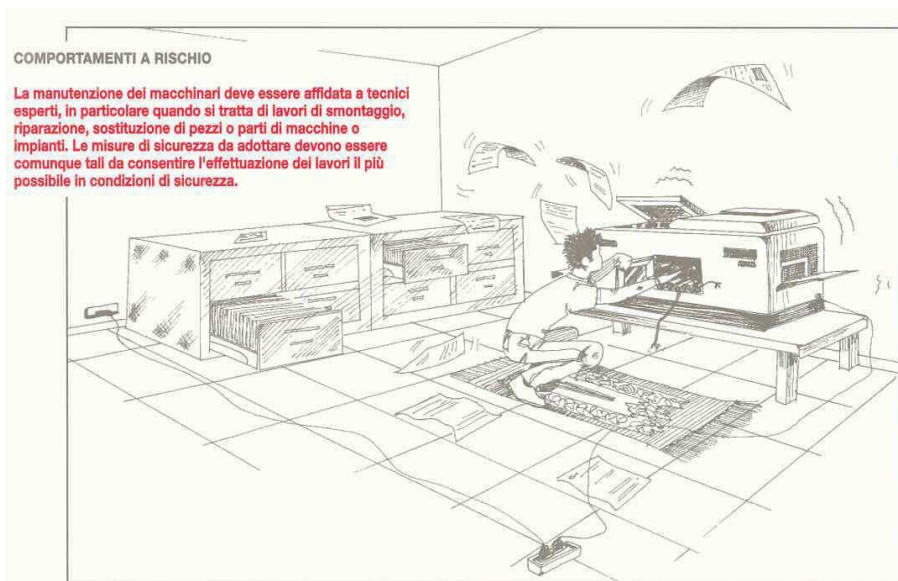 COMPORTAMENTI A RISCHIO
La manutenzione dei macchinari deve essere affidata a tecnici
esperti, in particolare quando si tratta di lavori di smontaggio,
riparazione, sostituzione di pezzi o parti di macchine o
impianti. Le misure di sicurezza da adottare devono essere
comunque tali da consentire l'effettuazione dei lavori il più
possibile in condizioni di sicurezza.